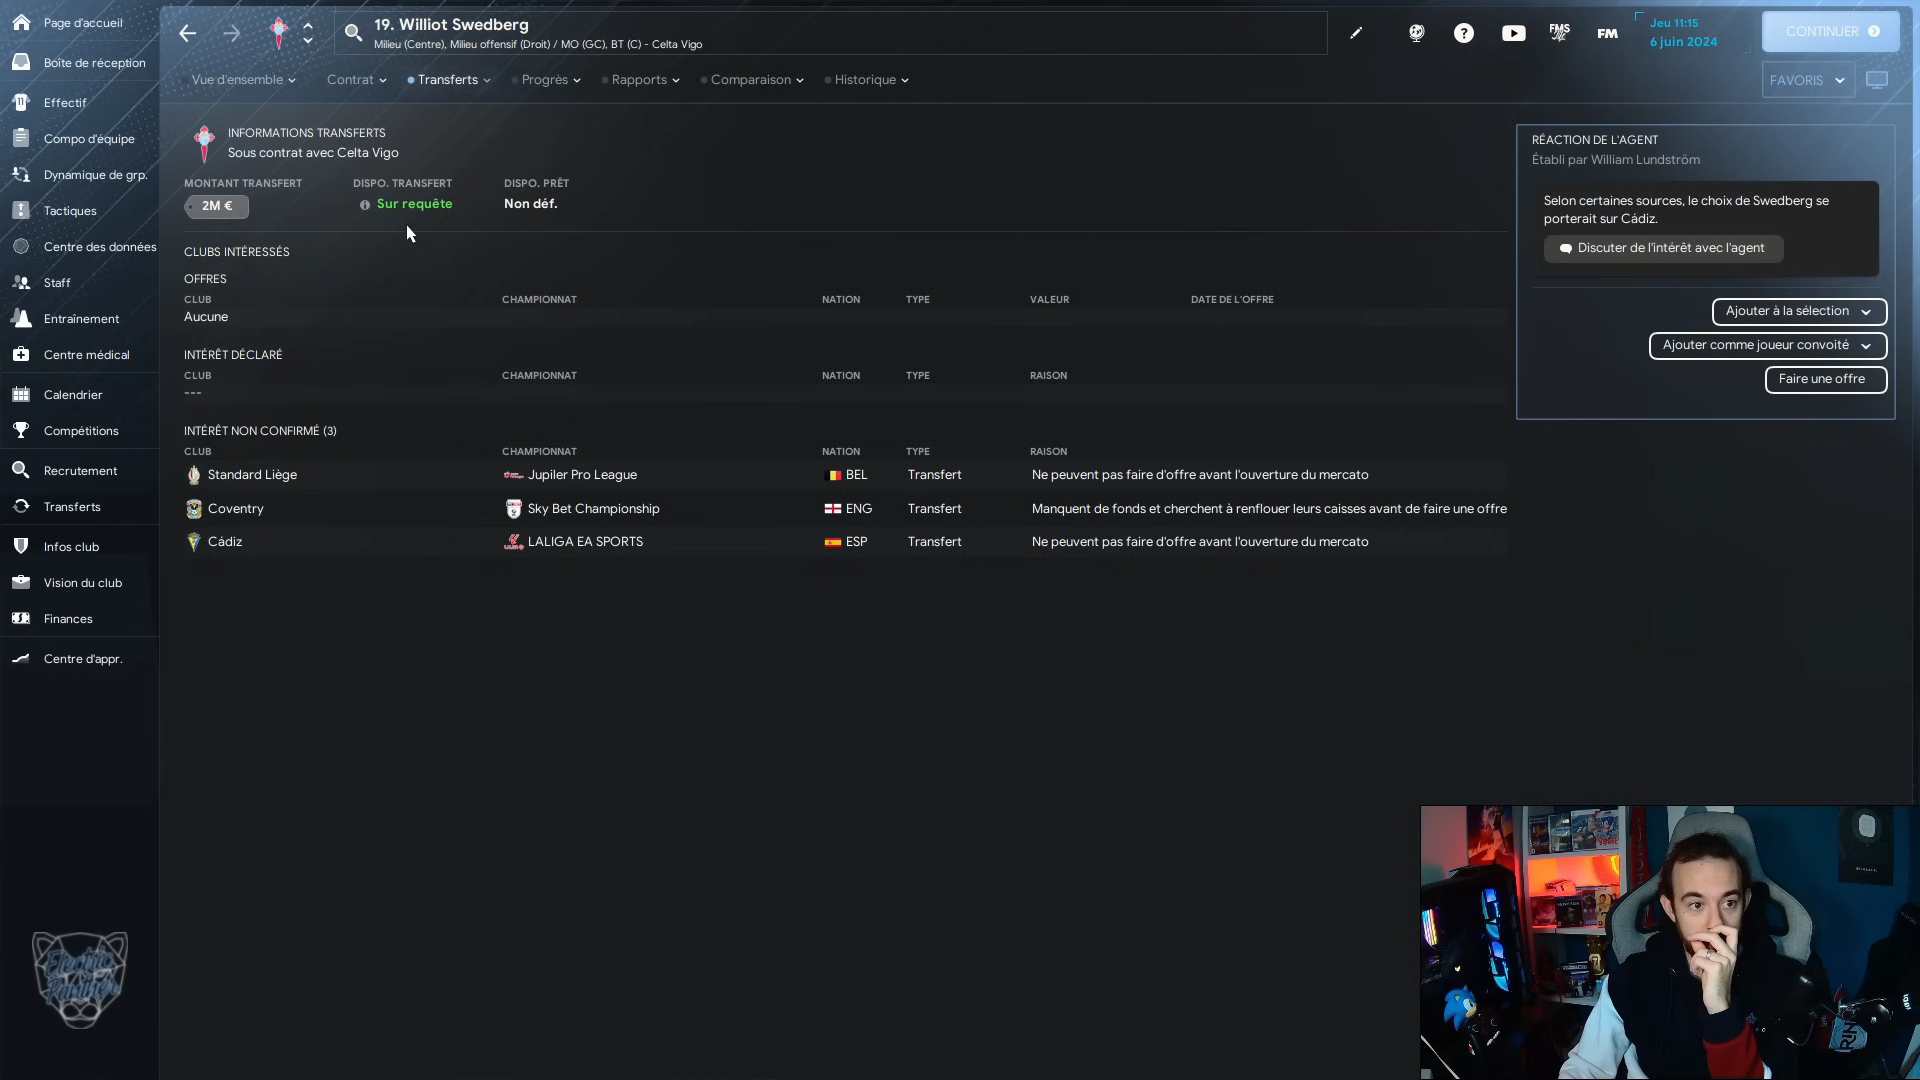 Page d'accueil
Boîte de réception
Effectif
Compo d'équipe
Dynamique de grp.
Tactiques
Centre des données
Staff
Entraînement
Centre médical
Calendrier
Compétitions
Recrutement
Transferts
Infos club
Vision du club
Finances
Centre d'appr.
19. Williot Swedberg
Milieu (Centre), Milieu offensif (Droit) / MO (GC), BT (C) - Celta Vigo
FMS
FM
Jeu 11:15
6 juin 2024
CONTINUER
Vue d'ensemble
Contrat
Transferts
Progrès
Rapports
Comparaison
Historique
FAVORIS
INFORMATIONS TRANSFERTS
Sous contrat avec Celta Vigo
MONTANT TRANSFERT DISPO. TRANSFERT DISPO. PRÊT
2M € Sur requête Non déf.
CLUBS INTÉRESSÉS
OFFRES
CLUB CHAMPIONNAT NATION TYPE VALEUR DATE DE L'OFFRE
Aucune
INTÉRÊT DÉCLARÉ
CLUB CHAMPIONNAT NATION TYPE RAISON
---
INTÉRÊT NON CONFIRMÉ (3)
CLUB CHAMPIONNAT NATION TYPE RAISON
Standard Liège Jupiler Pro League BEL Transfert Ne peuvent pas faire d'offre avant l'ouverture du mercato
Coventry Sky Bet Championship ENG Transfert Manquent de fonds et cherchent à renflouer leurs caisses avant de faire une offre
Cádiz LALIGA EA SPORTS ESP Transfert Ne peuvent pas faire d'offre avant l'ouverture du mercato
RÉACTION DE L'AGENT
Établi par William Lundström
Selon certaines sources, le choix de Swedberg se
porterait sur Cádiz.
Discuter de l'intérêt avec l'agent
Ajouter à la sélection
Ajouter comme joueur convoité
Faire une offre
Electric
Panther